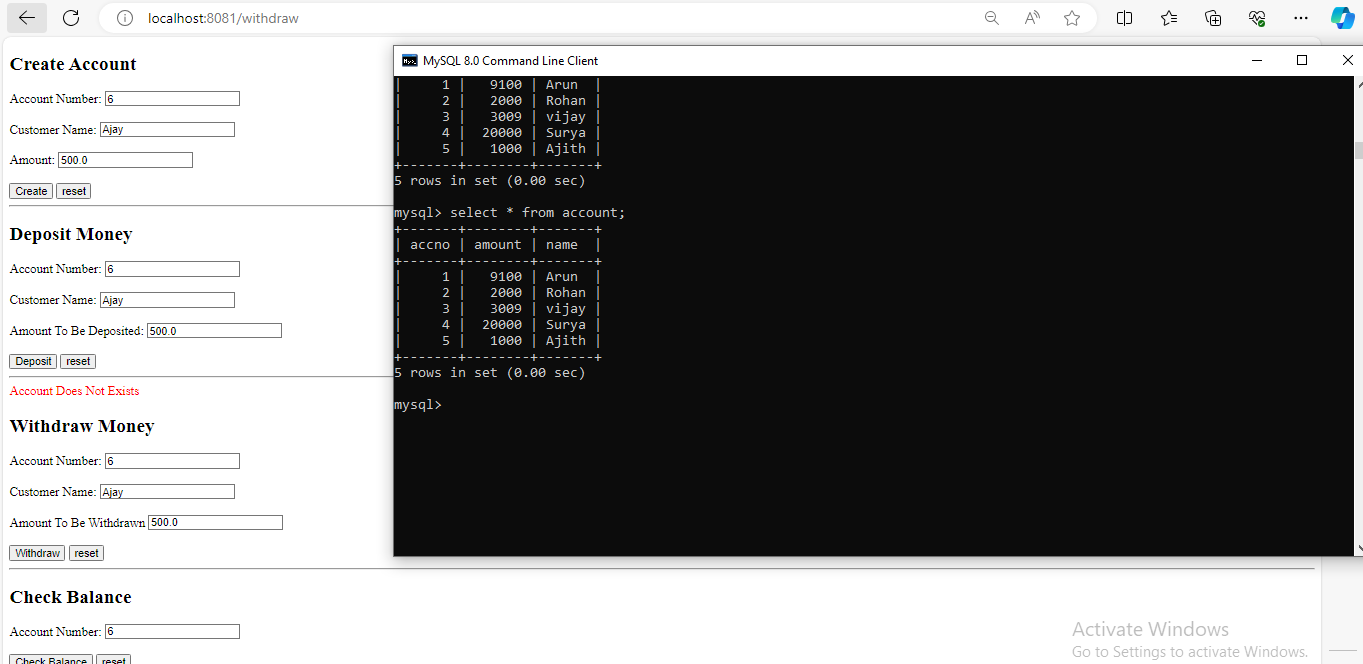 localhost:8081/withdraw
Create Account
Account Number: 6
Customer Name: Ajay
Amount: 500.0
Create reset
Deposit Money
Account Number: 6
Customer Name: Ajay
Amount To Be Deposited: 500.0
Deposit reset
Account Does Not Exists
Withdraw Money
Account Number: 6
Customer Name: Ajay
Amount To Be Withdrawn 500.0
Withdraw reset
Check Balance
Account Number: 6
Check Balance reset
MySQL 8.0 Command Line Client
| 1 | 9100 | Arun |
| 2 | 2000 | Rohan |
| 3 | 3009 | vijay |
| 4 | 20000 | Surya |
| 5 | 1000 | Ajith |
+-------+--------+-------+
5 rows in set (0.00 sec)
mysql> select * from account;
+-------+--------+-------+
| accno | amount | name |
+-------+--------+-------+
| 1 | 9100 | Arun |
| 2 | 2000 | Rohan |
| 3 | 3009 | vijay |
| 4 | 20000 | Surya |
| 5 | 1000 | Ajith |
+-------+--------+-------+
5 rows in set (0.00 sec)
mysql>
Activate Windows
Go to Settings to activate Windows.